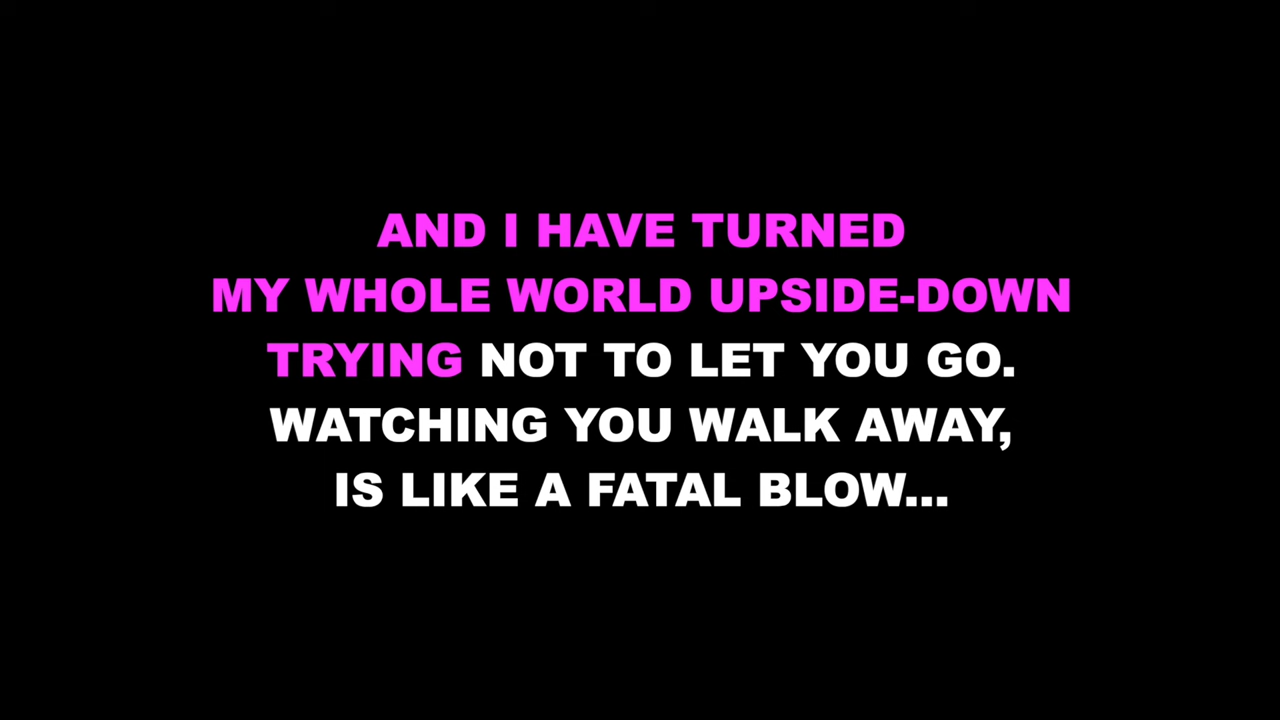 AND I HAVE TURNED
MY WHOLE WORLD UPSIDE-DOWN
TRYING NOT TO LET YOU GO.
WATCHING YOU WALK AWAY,
IS LIKE A FATAL BLOW...